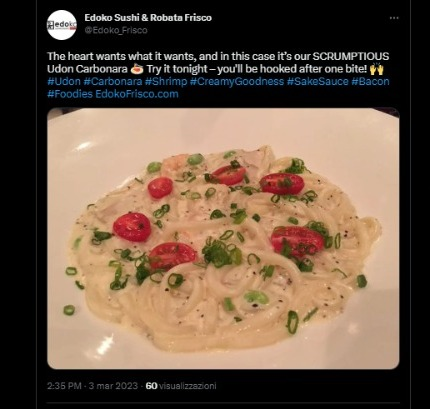 Edoko Sushi & Robata Frisco
@Edoko_Frisco
The heart wants what it wants, and in this case it's our SCRUMPTIOUS
Udon Carbonara 🍝 Try it tonight – you'll be hooked after one bite! 🙌
#Udon #Carbonara #Shrimp #CreamyGoodness #SakeSauce #Bacon
#Foodies EdokoFrisco.com
2:35 PM · 3 mar 2023 · 60 visualizzazioni